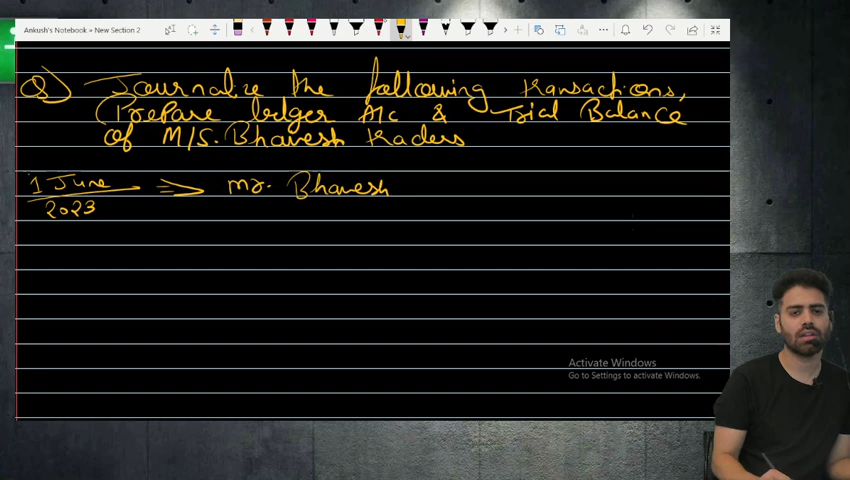 Ankush's Notebook » New Section 2
Q) Journalize the following transactions,
Prepare ledger A/c & Trial Balance
of M/S. Bhavesh traders
1 June ⇒ Mr. Bhavesh
2023
Activate Windows
Go to Settings to activate Windows.